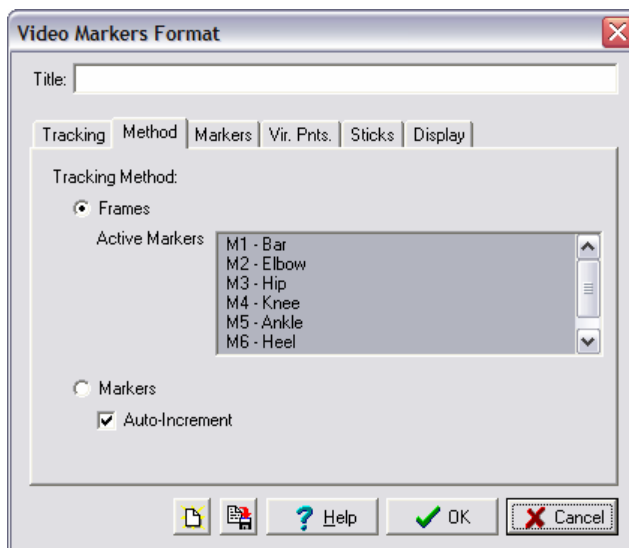 Video Markers Format
Title:
Tracking Method Markers Vir. Pnts. Sticks Display
Tracking Method:
Frames
Active Markers
M1 - Bar
M2 - Elbow
M3 - Hip
M4 - Knee
M5 - Ankle
M6 - Heel
Markers
Auto-Increment
Help OK Cancel